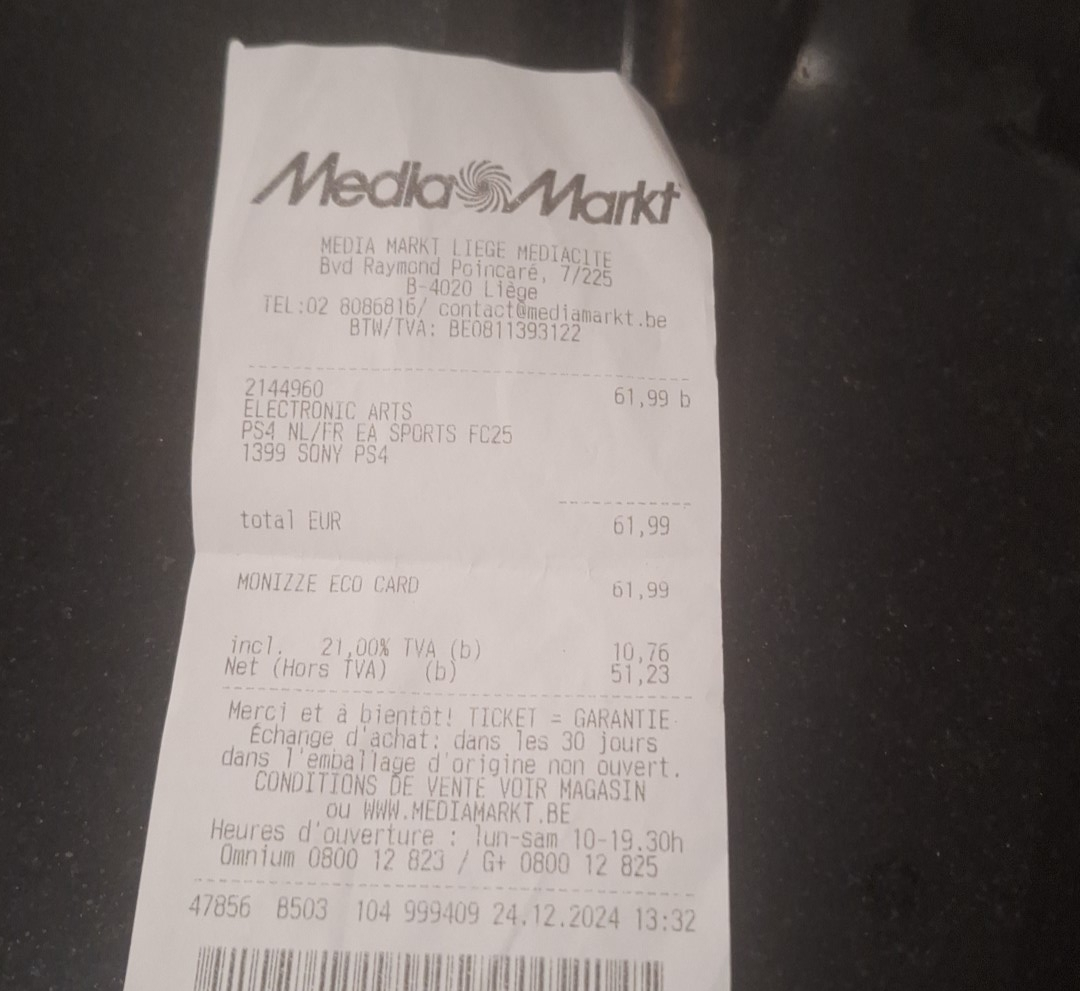 Media Markt
MEDIA MARKT LIEGE MEDIACITE
Bvd Raymond Poincaré, 7/225
B-4020 Liège
TEL:02 8086816/ contact@mediamarkt.be
BTW/TVA: BE0811393122
2144960 61,99 b
ELECTRONIC ARTS
PS4 NL/FR EA SPORTS FC25
1399 SONY PS4
total EUR 61,99
MONIZZE ECO CARD 61,99
incl. 21,00% TVA (b) 10,76
Net (Hors TVA) (b) 51,23
Merci et à bientôt! TICKET = GARANTIE
Échange d'achat: dans les 30 jours
dans l'emballage d'origine non ouvert.
CONDITIONS DE VENTE VOIR MAGASIN
ou WWW.MEDIAMARKT.BE
Heures d'ouverture : lun-sam 10-19.30h
Omnium 0800 12 823 / G+ 0800 12 825
47856 B503 104 999409 24.12.2024 13:32